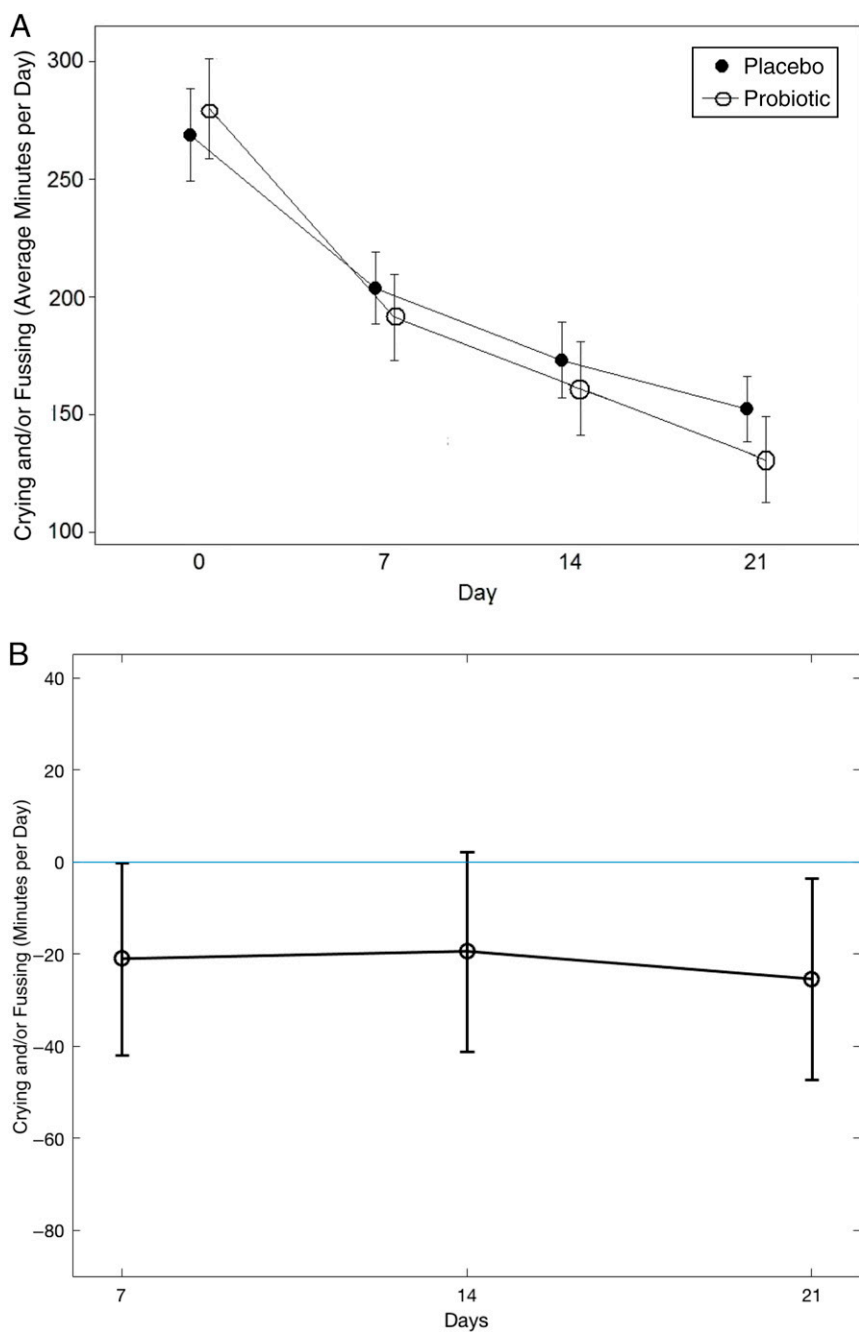 A
Crying and/or Fussing (Average Minutes per Day)
300
250
200
150
100
Placebo
Probiotic
0 7 14 21
Day
B
Crying and/or Fussing (Minutes per Day)
40
20
0
−20
−40
−60
−80
7 14 21
Days